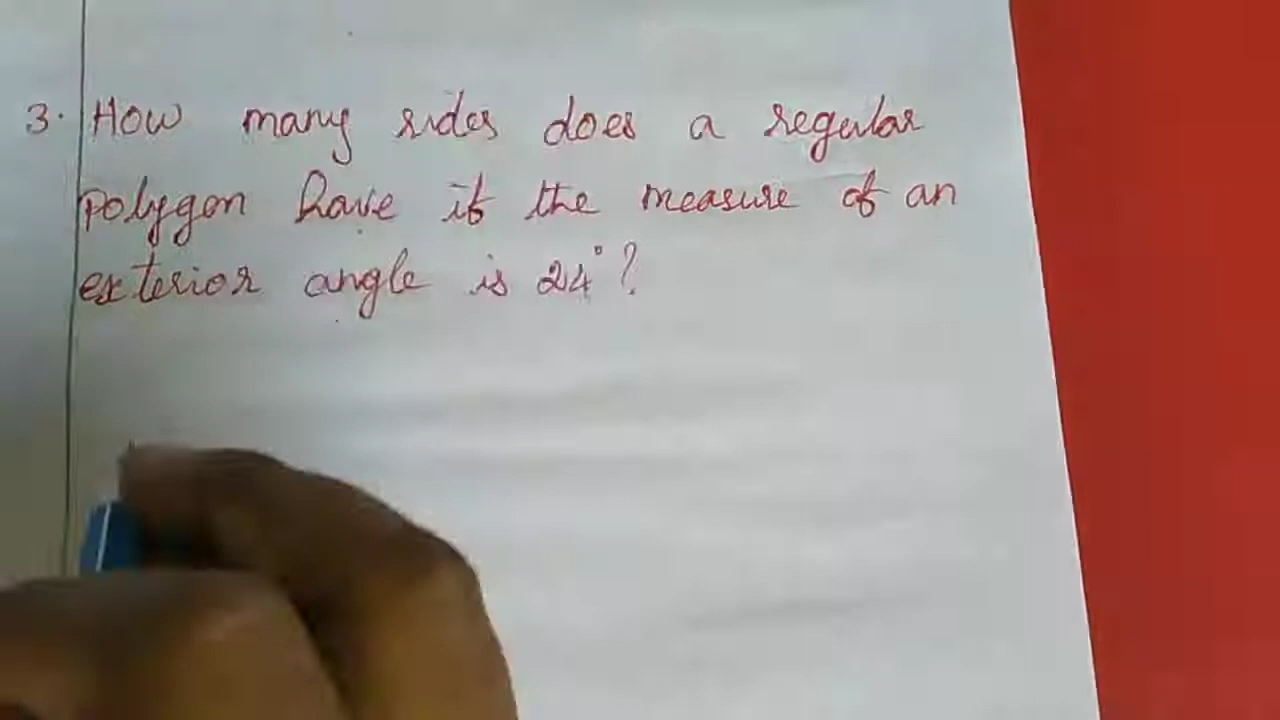 3. How many sides does a regular
polygon have if the measure of an
exterior angle is 24°?